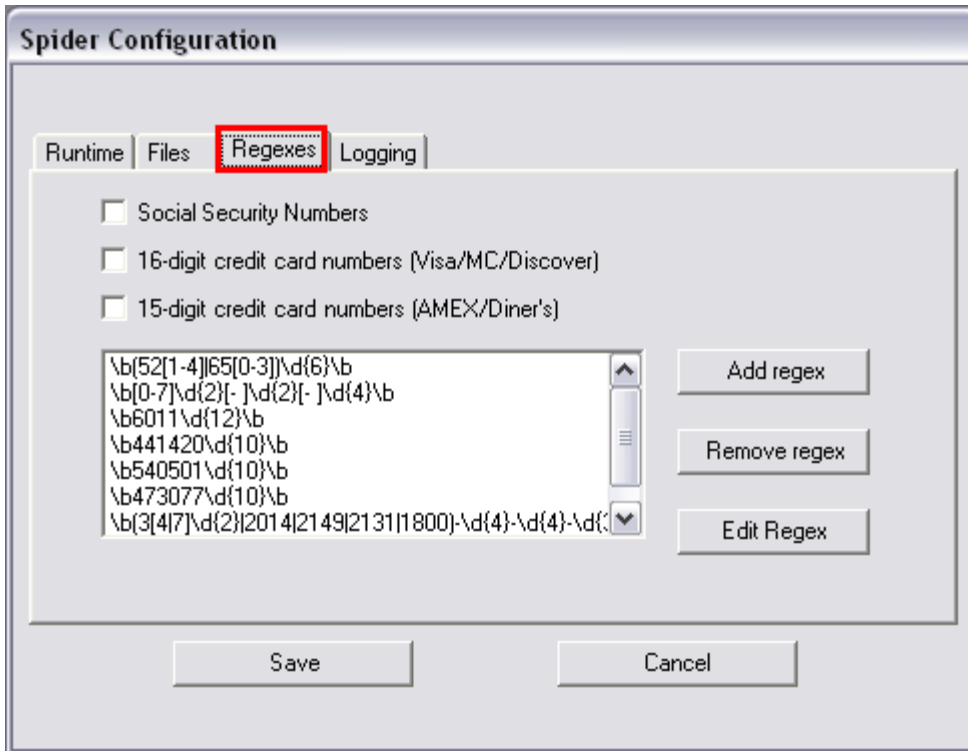 Spider Configuration
Runtime Files Regexes Logging
Social Security Numbers
16-digit credit card numbers (Visa/MC/Discover)
15-digit credit card numbers (AMEX/Diner's)
\b(52[1-4]|65[0-3])\d{6}\b
\b[0-7]\d{2}[- ]\d{2}[- ]\d{4}\b
\b6011\d{12}\b
\b441420\d{10}\b
\b540501\d{10}\b
\b473077\d{10}\b
\b(3[4|7]\d{2}|2014|2149|2131|1800)-\d{4}-\d{4}-\d{
Add regex
Remove regex
Edit Regex
Save Cancel